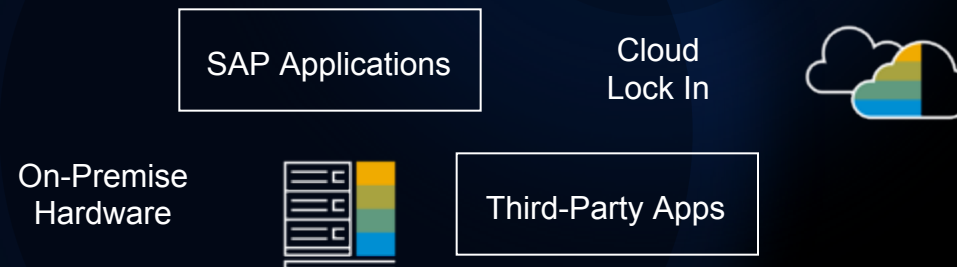 SAP Applications
Cloud
Lock In
On-Premise
Hardware
Third-Party Apps